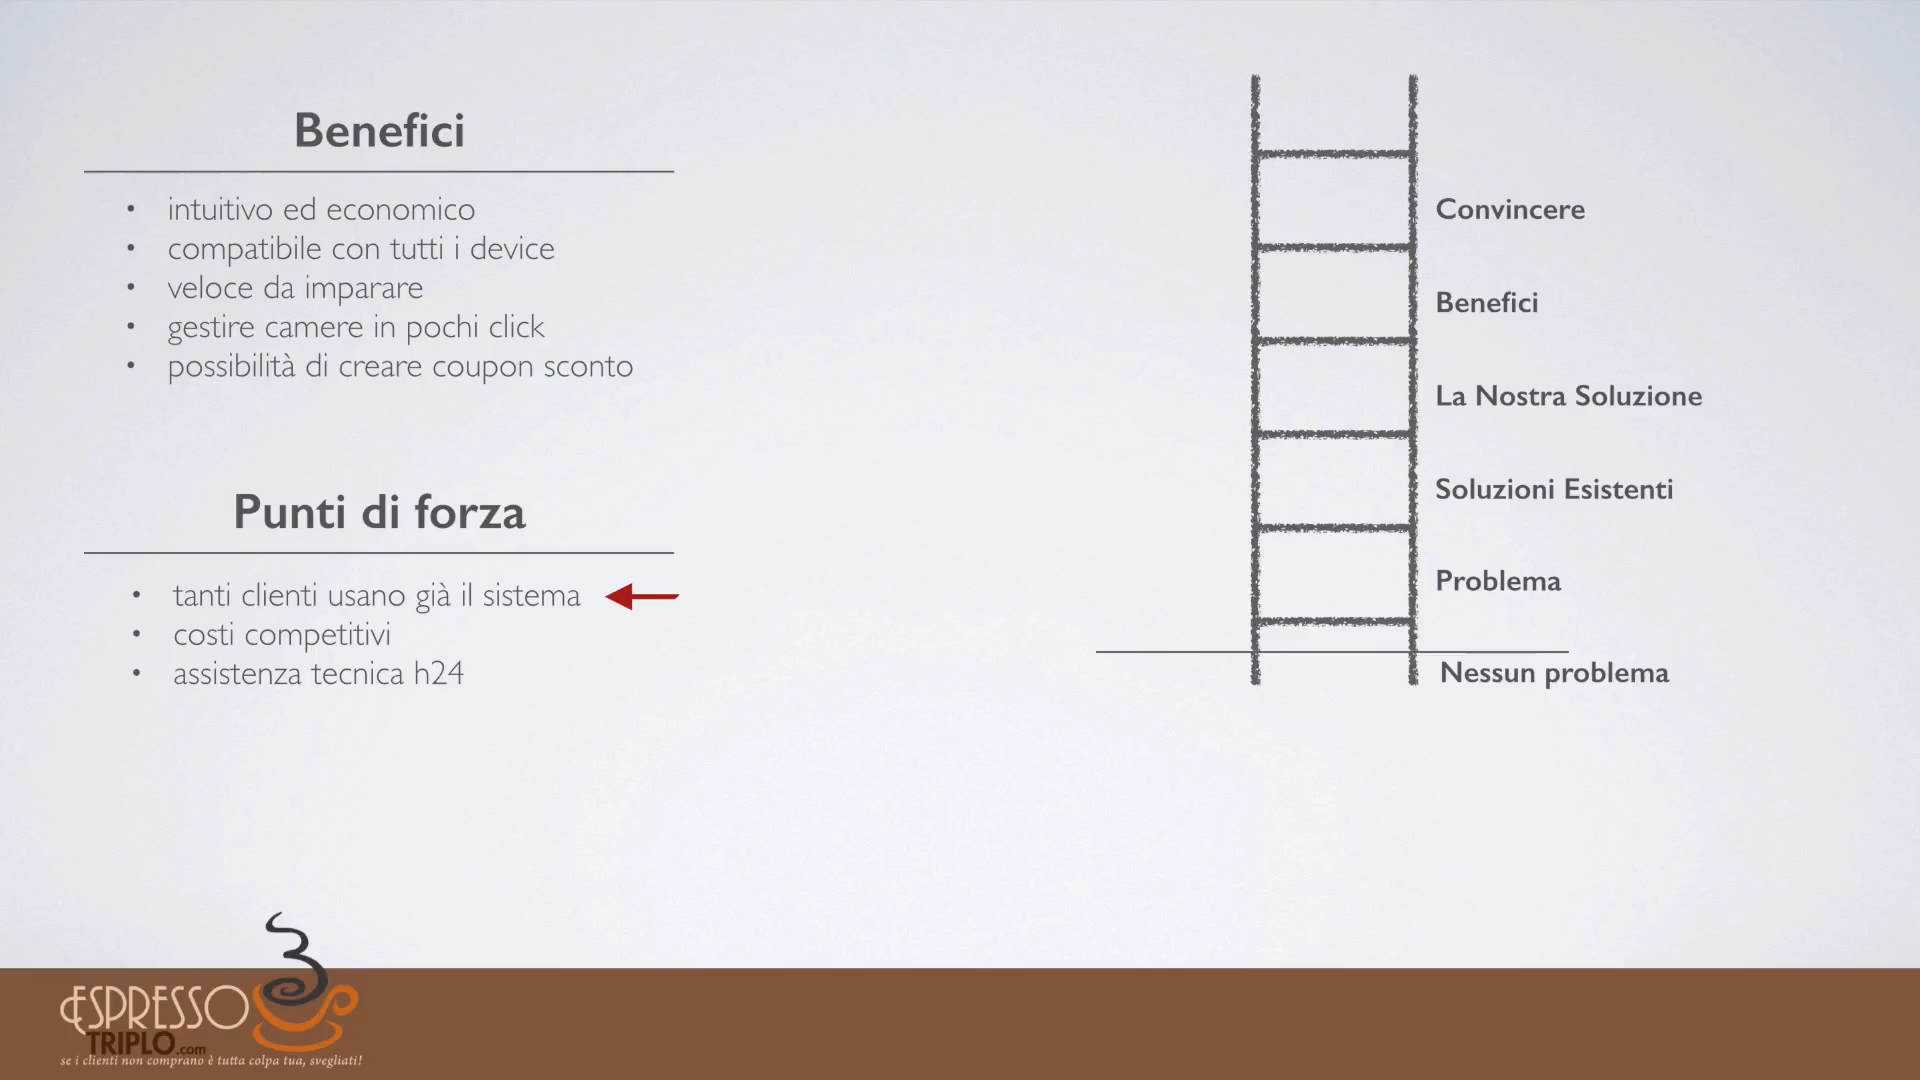 Benefici
• intuitivo ed economico
• compatibile con tutti i device
• veloce da imparare
• gestire camere in pochi click
• possibilità di creare coupon sconto
Punti di forza
• tanti clienti usano già il sistema
• costi competitivi
• assistenza tecnica h24
Convincere
Benefici
La Nostra Soluzione
Soluzioni Esistenti
Problema
Nessun problema
ESPRESSO
TRIPLO.com
se i clienti non comprano è tutta colpa tua, svegliati!